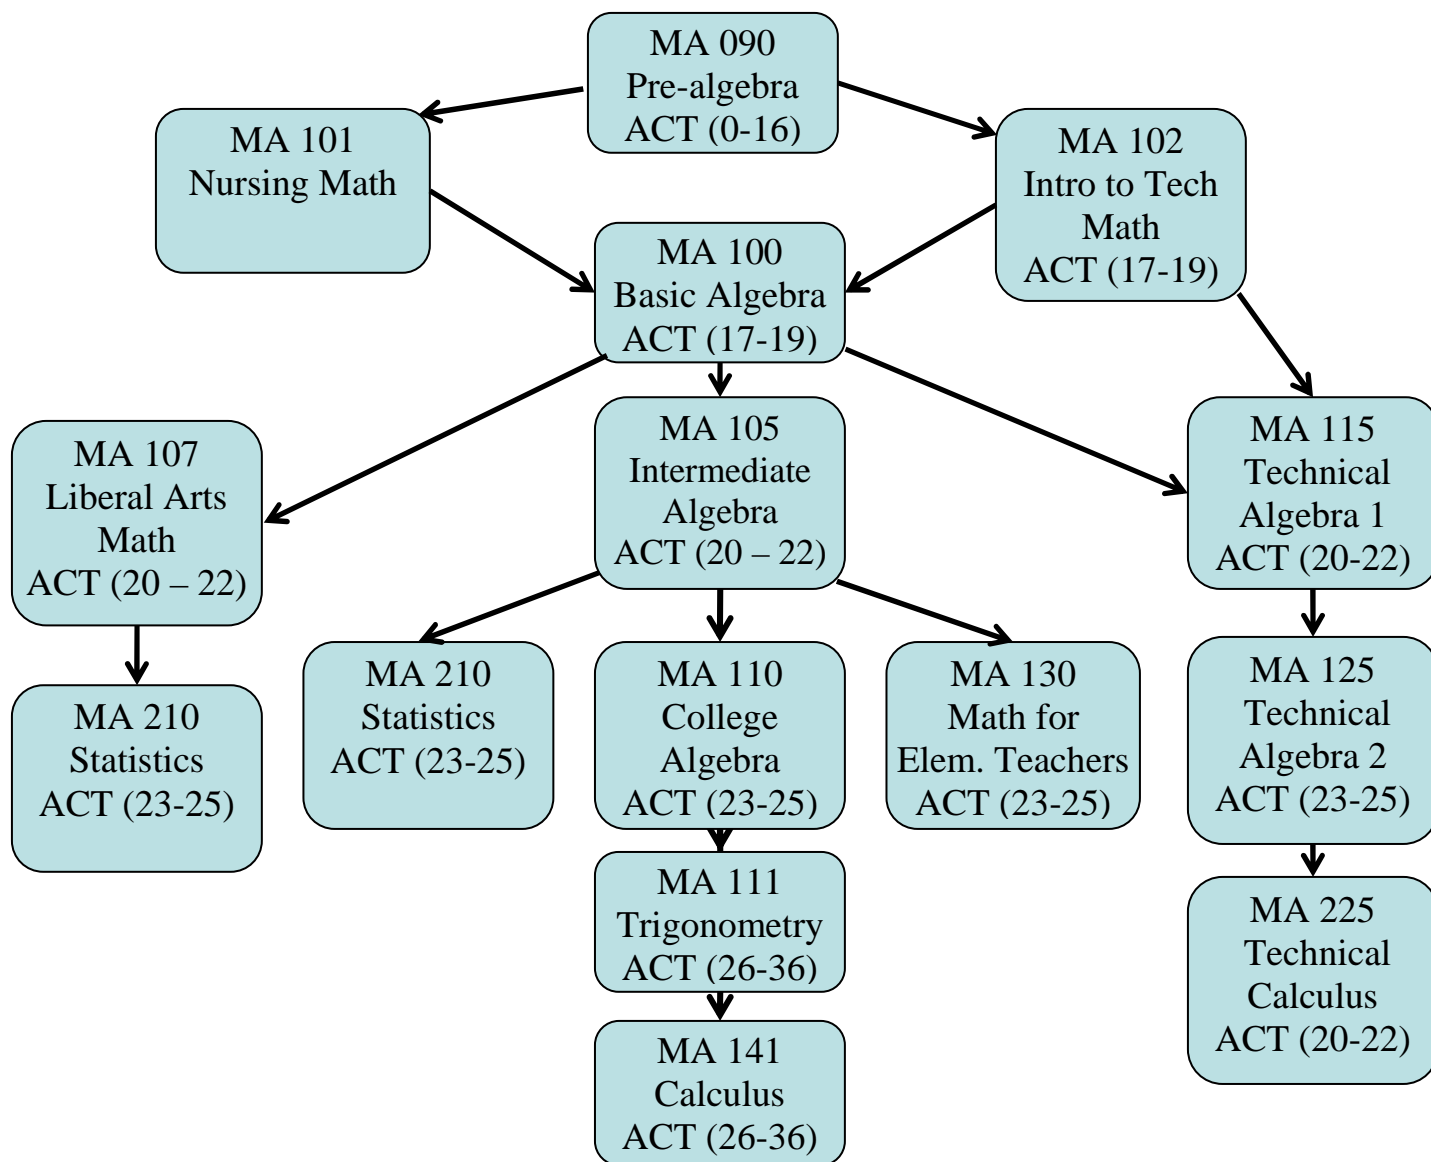 MA 090
Pre-algebra
ACT (0-16)
MA 101
Nursing Math
MA 102
Intro to Tech
Math
ACT (17-19)
MA 100
Basic Algebra
ACT (17-19)
MA 107
Liberal Arts
Math
ACT (20 – 22)
MA 105
Intermediate
Algebra
ACT (20 – 22)
MA 115
Technical
Algebra 1
ACT (20-22)
MA 210
Statistics
ACT (23-25)
MA 210
Statistics
ACT (23-25)
MA 110
College
Algebra
ACT (23-25)
MA 130
Math for
Elem. Teachers
ACT (23-25)
MA 125
Technical
Algebra 2
ACT (23-25)
MA 111
Trigonometry
ACT (26-36)
MA 225
Technical
Calculus
ACT (20-22)
MA 141
Calculus
ACT (26-36)